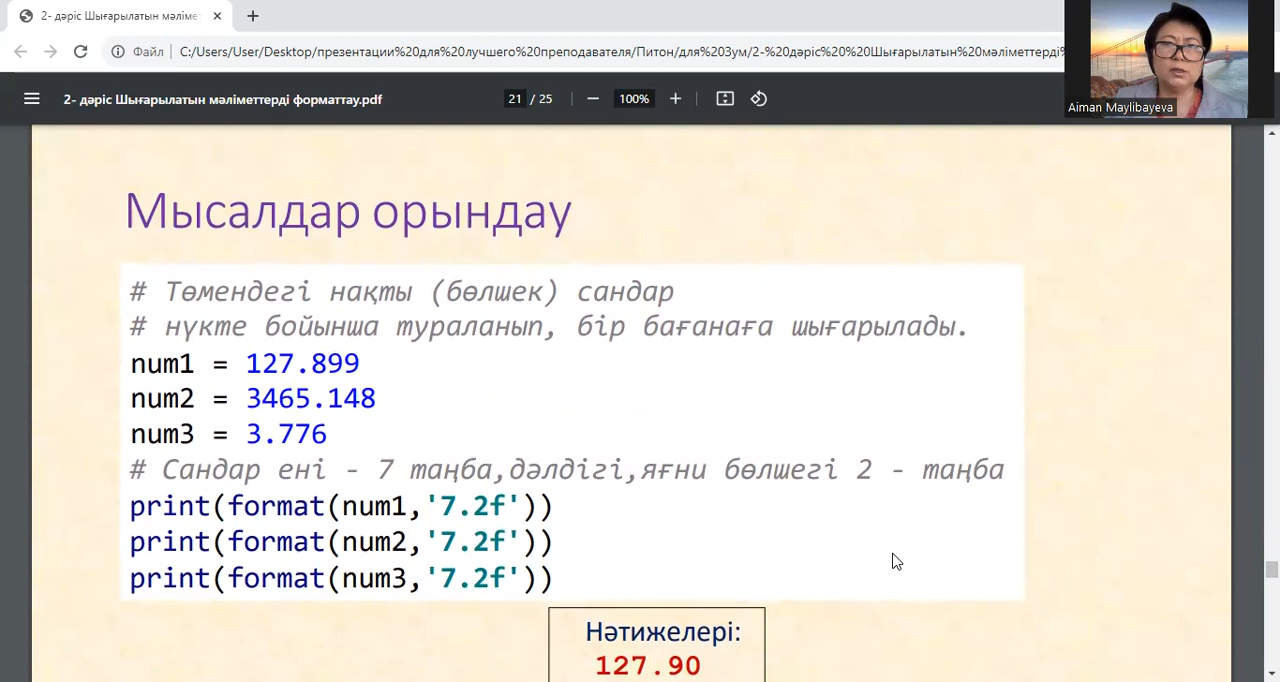 2- дәріс Шығарылатын мәліме
Файл
C:/Users/User/Desktop/презентации%20для%20лучшего%20преподавателя/Питон/для%20зум/2-%20дәріс%20%20Шығарылатын%20мәліметтерді%
Aiman Maylibayeva
2- дәріс Шығарылатын мәліметтерді форматтау.pdf
21 / 25
100%
Мысалдар орындау
# Төмендегі нақты (бөлшек) сандар
# нүкте бойынша тураланып, бір бағанаға шығарылады.
num1 = 127.899
num2 = 3465.148
num3 = 3.776
# Сандар ені - 7 таңба,дәлдігі,яғни бөлшегі 2 - таңба
print(format(num1,'7.2f'))
print(format(num2,'7.2f'))
print(format(num3,'7.2f'))
Нәтижелері:
127.90